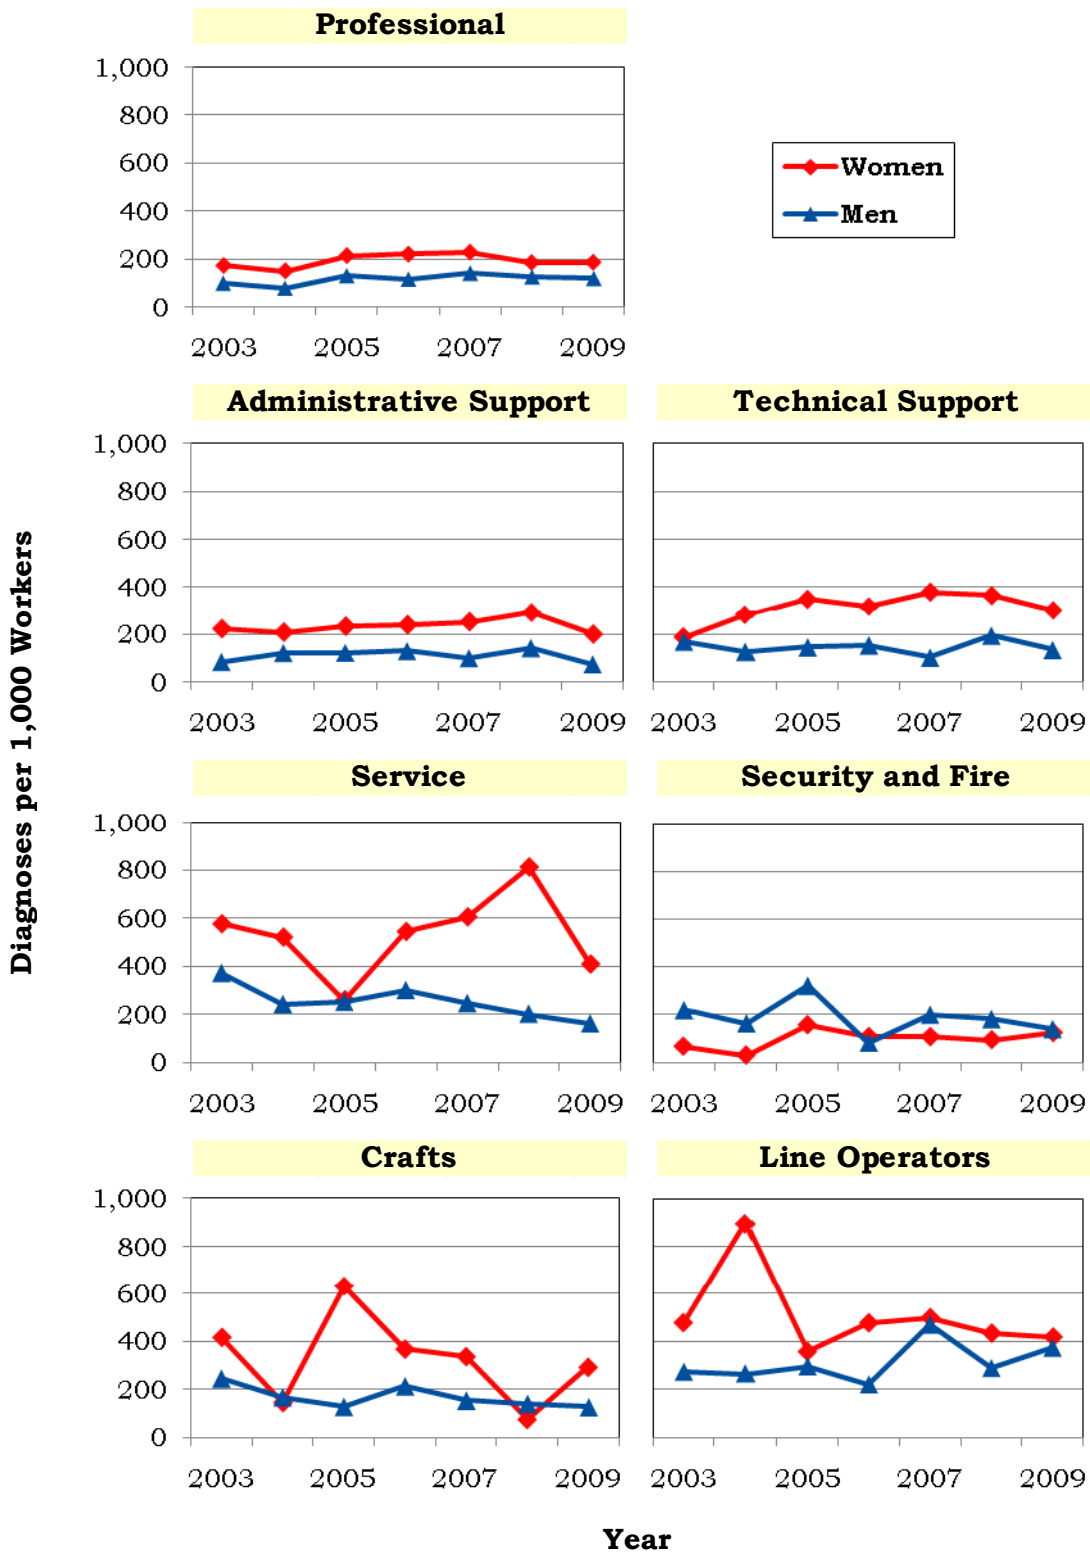 Professional
1,000
800
600
400
200
0
2003 2005 2007 2009
Women
Men
Administrative Support
1,000
800
600
400
200
0
2003 2005 2007 2009
Technical Support
2003 2005 2007 2009
Diagnoses per 1,000 Workers
Service
1,000
800
600
400
200
0
2003 2005 2007 2009
Security and Fire
2003 2005 2007 2009
Crafts
1,000
800
600
400
200
0
2003 2005 2007 2009
Line Operators
2003 2005 2007 2009
Year